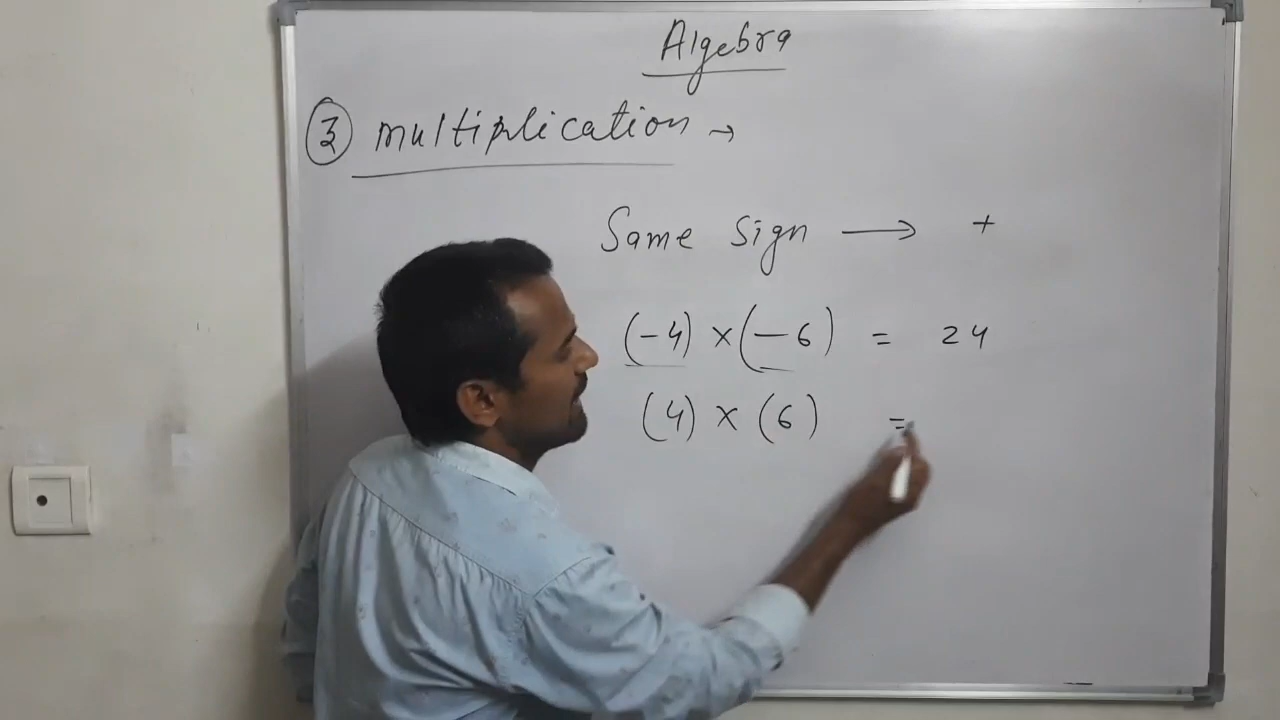 Algebra
③ multiplication →
Same Sign → +
(-4) × (-6) = 24
(4) × (6) =